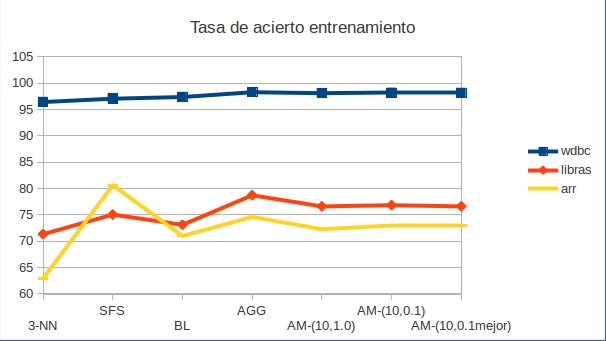 Tasa de acierto entrenamiento
105
100
95
90
85
80
75
70
65
60
wdbc
libras
arr
SFS
AGG
AM-(10,0.1)
3-NN
BL
AM-(10,1.0)
AM-(10,0.1mejor)